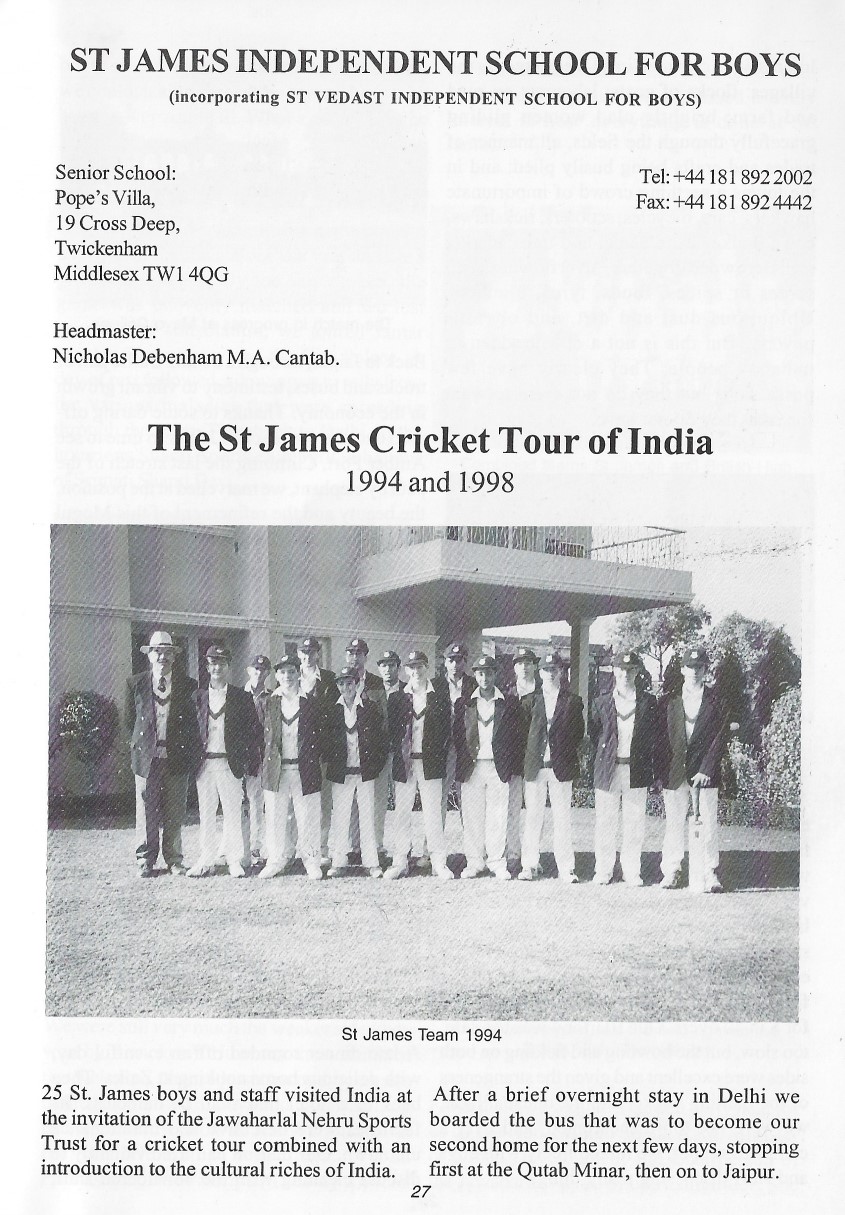 ST JAMES INDEPENDENT SCHOOL FOR BOYS
(incorporating ST VEDAST INDEPENDENT SCHOOL FOR BOYS)
Senior School:
Pope's Villa,
19 Cross Deep,
Twickenham
Middlesex TW1 4QG
Tel: +44 181 892 2002
Fax: +44 181 892 4442
Headmaster:
Nicholas Debenham M.A. Cantab.
The St James Cricket Tour of India
1994 and 1998
St James Team 1994
25 St. James boys and staff visited India at
the invitation of the Jawaharlal Nehru Sports
Trust for a cricket tour combined with an
introduction to the cultural riches of India.
After a brief overnight stay in Delhi we
boarded the bus that was to become our
second home for the next few days, stopping
first at the Qutab Minar, then on to Jaipur.
27